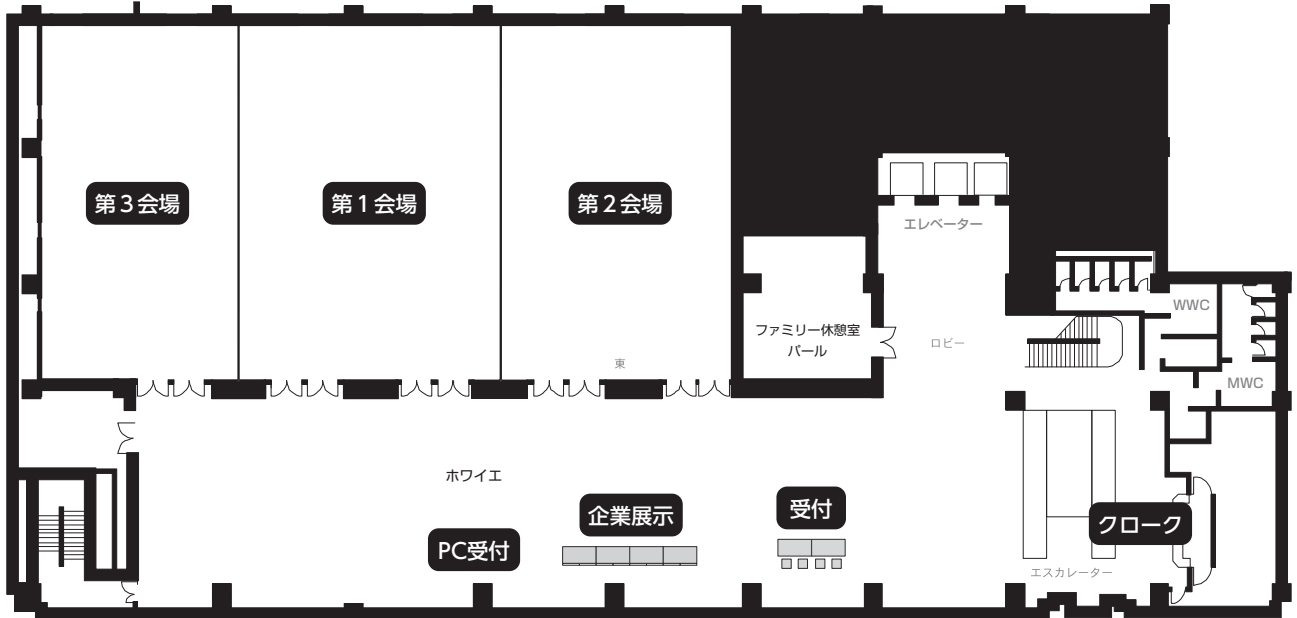 第3会場
第1会場
第2会場
エレベーター
WWC
ファミリー休憩室
パール
ロビー
東
MWC
ホワイエ
企業展示
受付
クローク
PC受付
エスカレーター